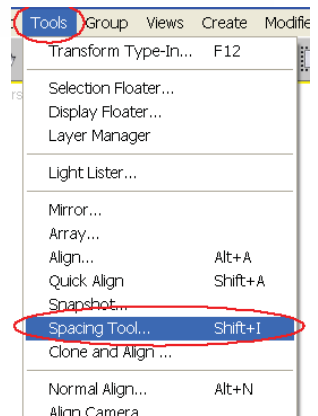 Tools Group Views Create Modifie
Transform Type-In... F12
Selection Floater...
Display Floater...
Layer Manager
Light Lister...
Mirror...
Array...
Align... Alt+A
Quick Align Shift+A
Snapshot...
Spacing Tool... Shift+I
Clone and Align ...
Normal Align... Alt+N
Align Camera